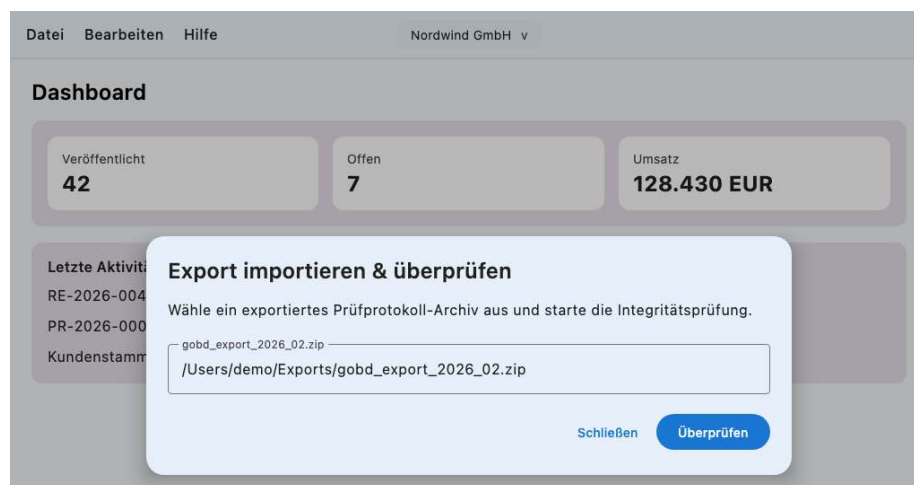 Datei Bearbeiten Hilfe Nordwind GmbH v
Dashboard
Veröffentlicht Offen Umsatz
42 7 128.430 EUR
Letzte
RE-2026-004
PR-2026-000
Export importieren & überprüfen
Wähle ein exportiertes Prüfprotokoll-Archiv aus und starte die Integritätsprüfung.
gobd_export_2026_02.zip
/Users/demo/Exports/gobd_export_2026_02.zip
Schließen Überprüfen